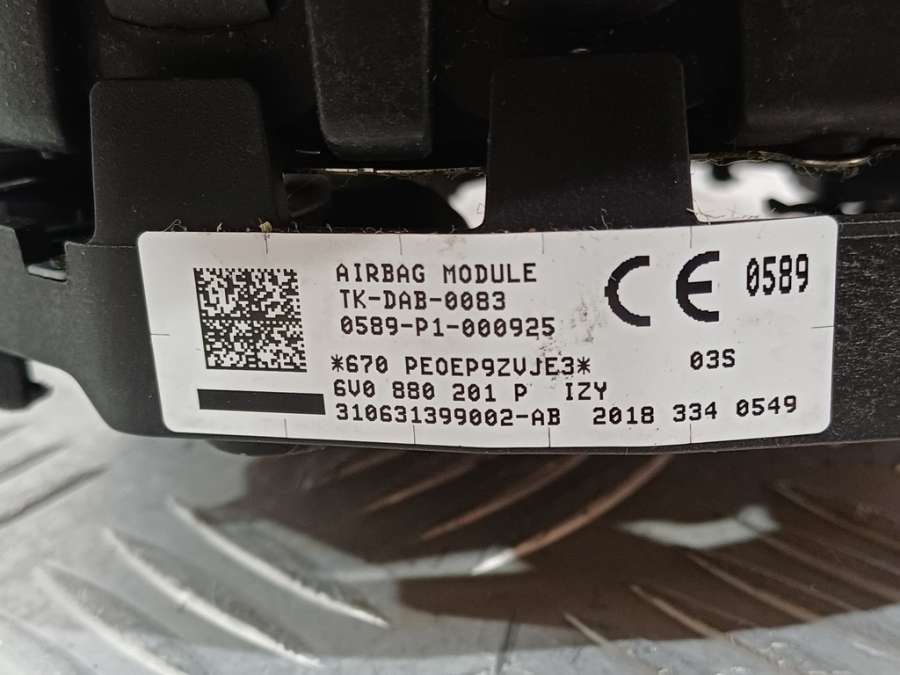 AIRBAG MODULE
TK-DAB-0083
0589-P1-000925
CE 0589
*670 PEOEP9ZVJE3* 03S
6V0 880 201 P IZY
310631399002-AB 2018 334 0549